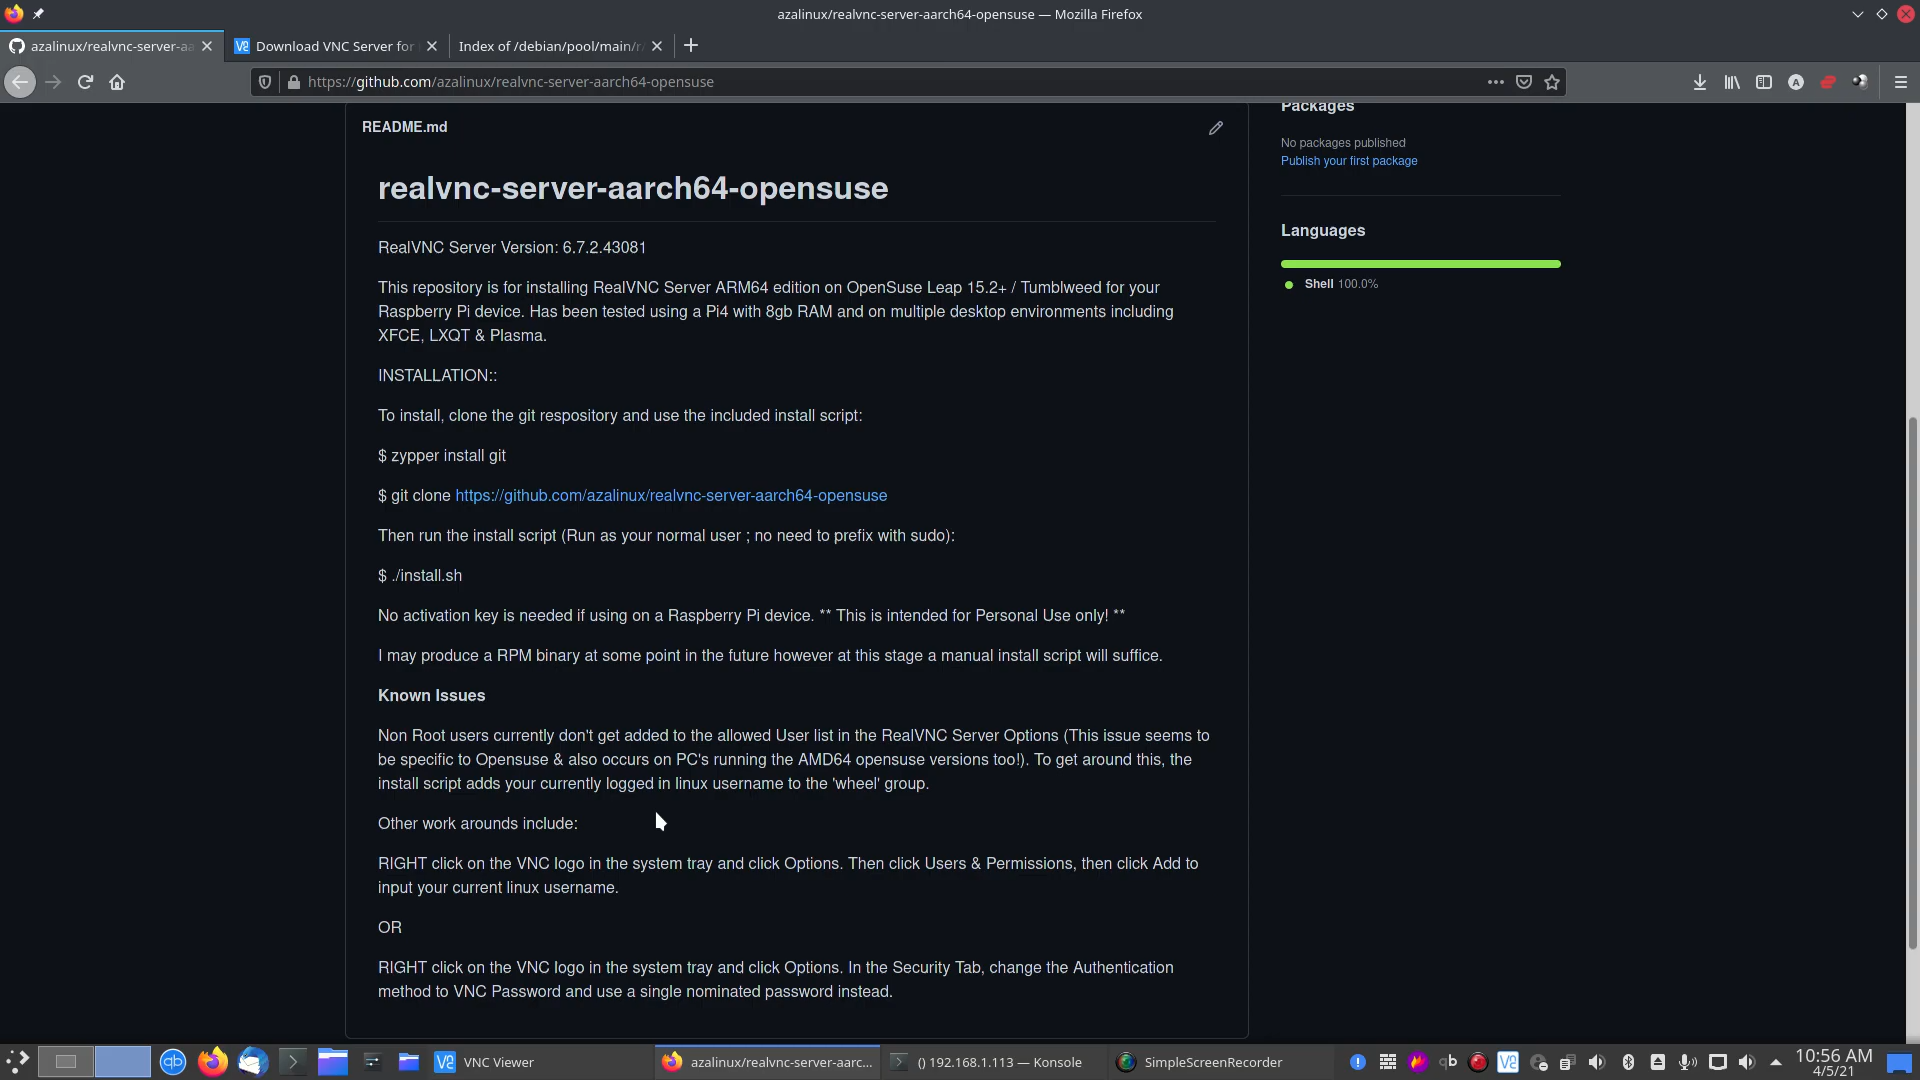 azalinux/realvnc-server-aarch64-opensuse — Mozilla Firefox
azalinux/realvnc-server-aa
Download VNC Server for
Index of /debian/pool/main/r
https://github.com/azalinux/realvnc-server-aarch64-opensuse
README.md
realvnc-server-aarch64-opensuse
RealVNC Server Version: 6.7.2.43081
This repository is for installing RealVNC Server ARM64 edition on OpenSuse Leap 15.2+ / Tumblweed for your
Raspberry Pi device. Has been tested using a Pi4 with 8gb RAM and on multiple desktop environments including
XFCE, LXQT & Plasma.
INSTALLATION::
To install, clone the git respository and use the included install script:
$ zypper install git
$ git clone https://github.com/azalinux/realvnc-server-aarch64-opensuse
Then run the install script (Run as your normal user ; no need to prefix with sudo):
$ ./install.sh
No activation key is needed if using on a Raspberry Pi device. ** This is intended for Personal Use only! **
I may produce a RPM binary at some point in the future however at this stage a manual install script will suffice.
Known Issues
Non Root users currently don't get added to the allowed User list in the RealVNC Server Options (This issue seems to
be specific to Opensuse & also occurs on PC's running the AMD64 opensuse versions too!). To get around this, the
install script adds your currently logged in linux username to the 'wheel' group.
Other work arounds include:
RIGHT click on the VNC logo in the system tray and click Options. Then click Users & Permissions, then click Add to
input your current linux username.
OR
RIGHT click on the VNC logo in the system tray and click Options. In the Security Tab, change the Authentication
method to VNC Password and use a single nominated password instead.
Packages
No packages published
Publish your first package
Languages
Shell 100.0%
VNC Viewer
azalinux/realvnc-server-aarc...
() 192.168.1.113 — Konsole
SimpleScreenRecorder
10:56 AM
4/5/21